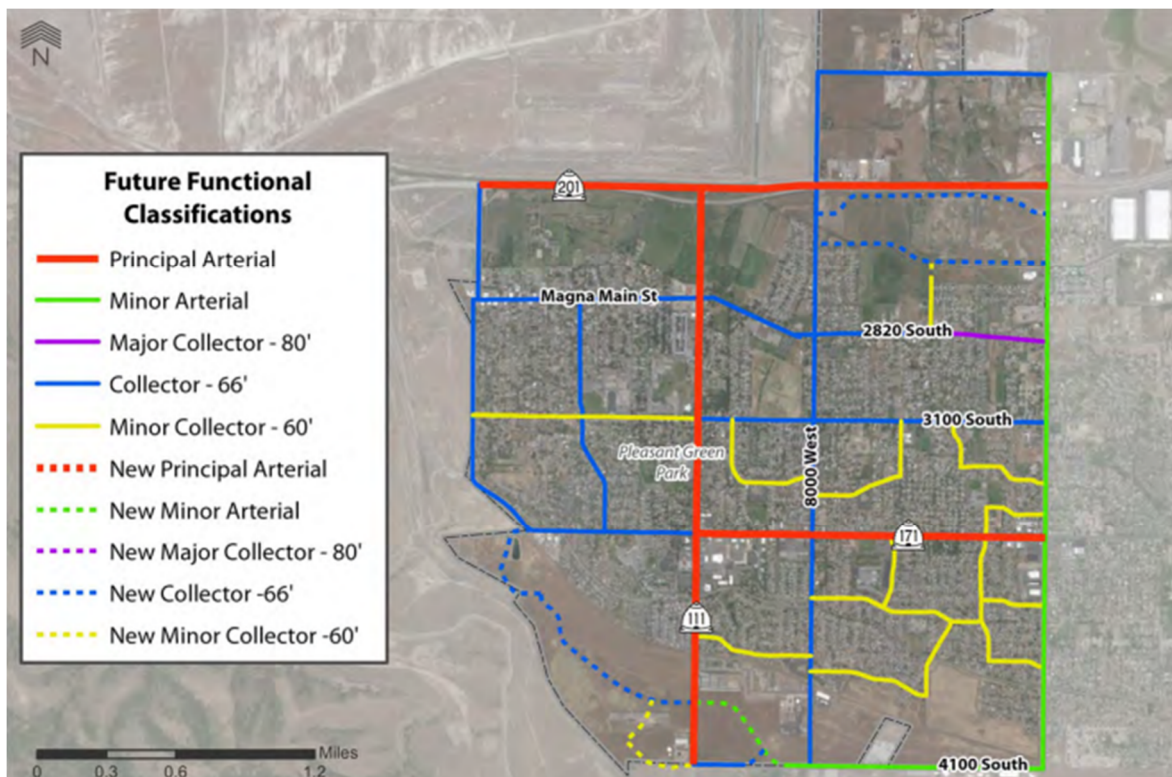 N
Future Functional
Classifications
Principal Arterial
Minor Arterial
Major Collector - 80'
Collector - 66'
Minor Collector - 60'
New Principal Arterial
New Minor Arterial
New Major Collector - 80'
New Collector -66'
New Minor Collector -60'
201
Magna Main St
2820 South
3100 South
Pleasant Green
Park
8000 West
171
111
4100 South
Miles
0 0.3 0.6 1.2